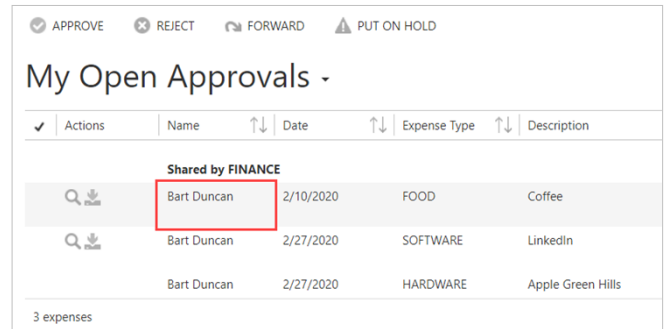 APPROVE REJECT FORWARD PUT ON HOLD
My Open Approvals
Actions Name Date Expense Type Description
Shared by FINANCE
Bart Duncan 2/10/2020 FOOD Coffee
Bart Duncan 2/27/2020 SOFTWARE LinkedIn
Bart Duncan 2/27/2020 HARDWARE Apple Green Hills
3 expenses